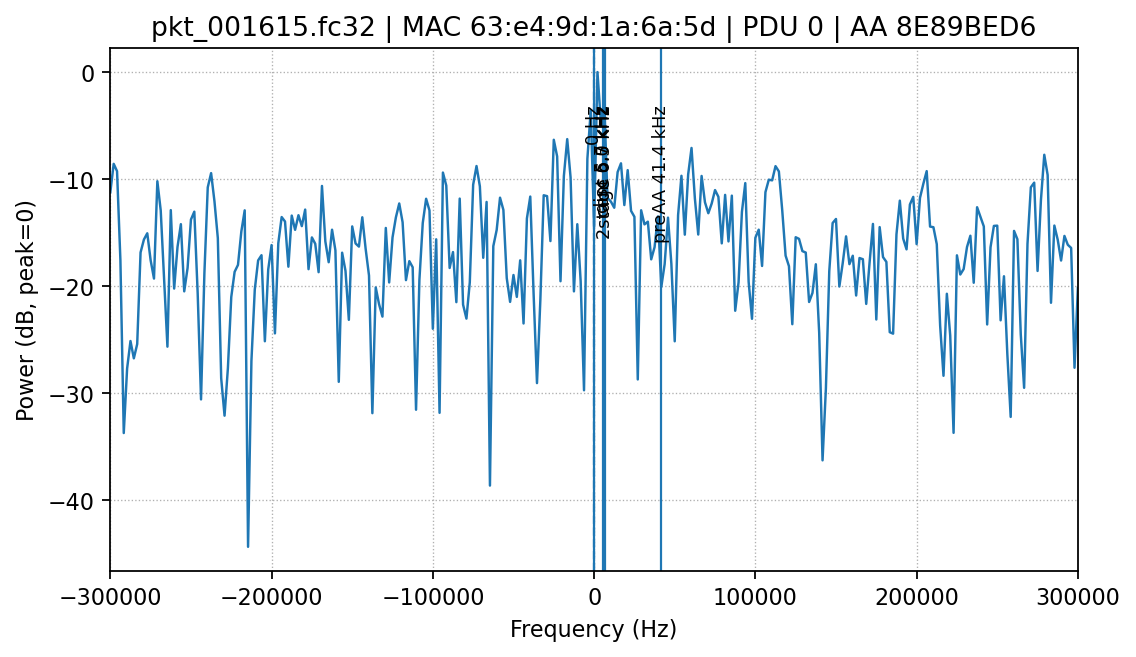 pkt_001615.fc32 | MAC 63:e4:9d:1a:6a:5d | PDU 0 | AA 8E89BED6
Power (dB, peak=0)
0
−10
−20
−30
−40
0 Hz
preAA 41.4 kHz
−300000
−200000
−100000
0
100000
200000
300000
Frequency (Hz)